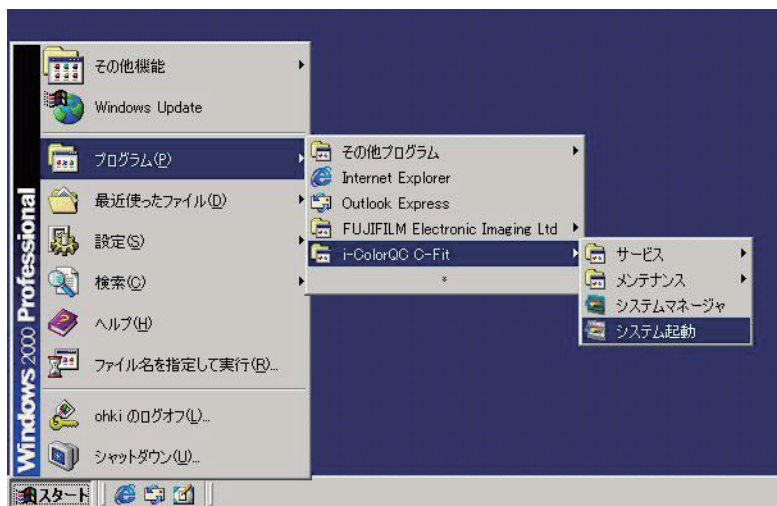 その他機能
Windows Update
プログラム(P)
最近使ったファイル(D)
設定(S)
検索(C)
ヘルプ(H)
ファイル名を指定して実行(R)...
ohki のログオフ(L)...
シャットダウン(U)...
Windows 2000 Professional
その他プログラム
Internet Explorer
Outlook Express
FUJIFILM Electronic Imaging Ltd
i-ColorQC C-Fit
サービス
メンテナンス
システムマネージャ
システム起動
スタート